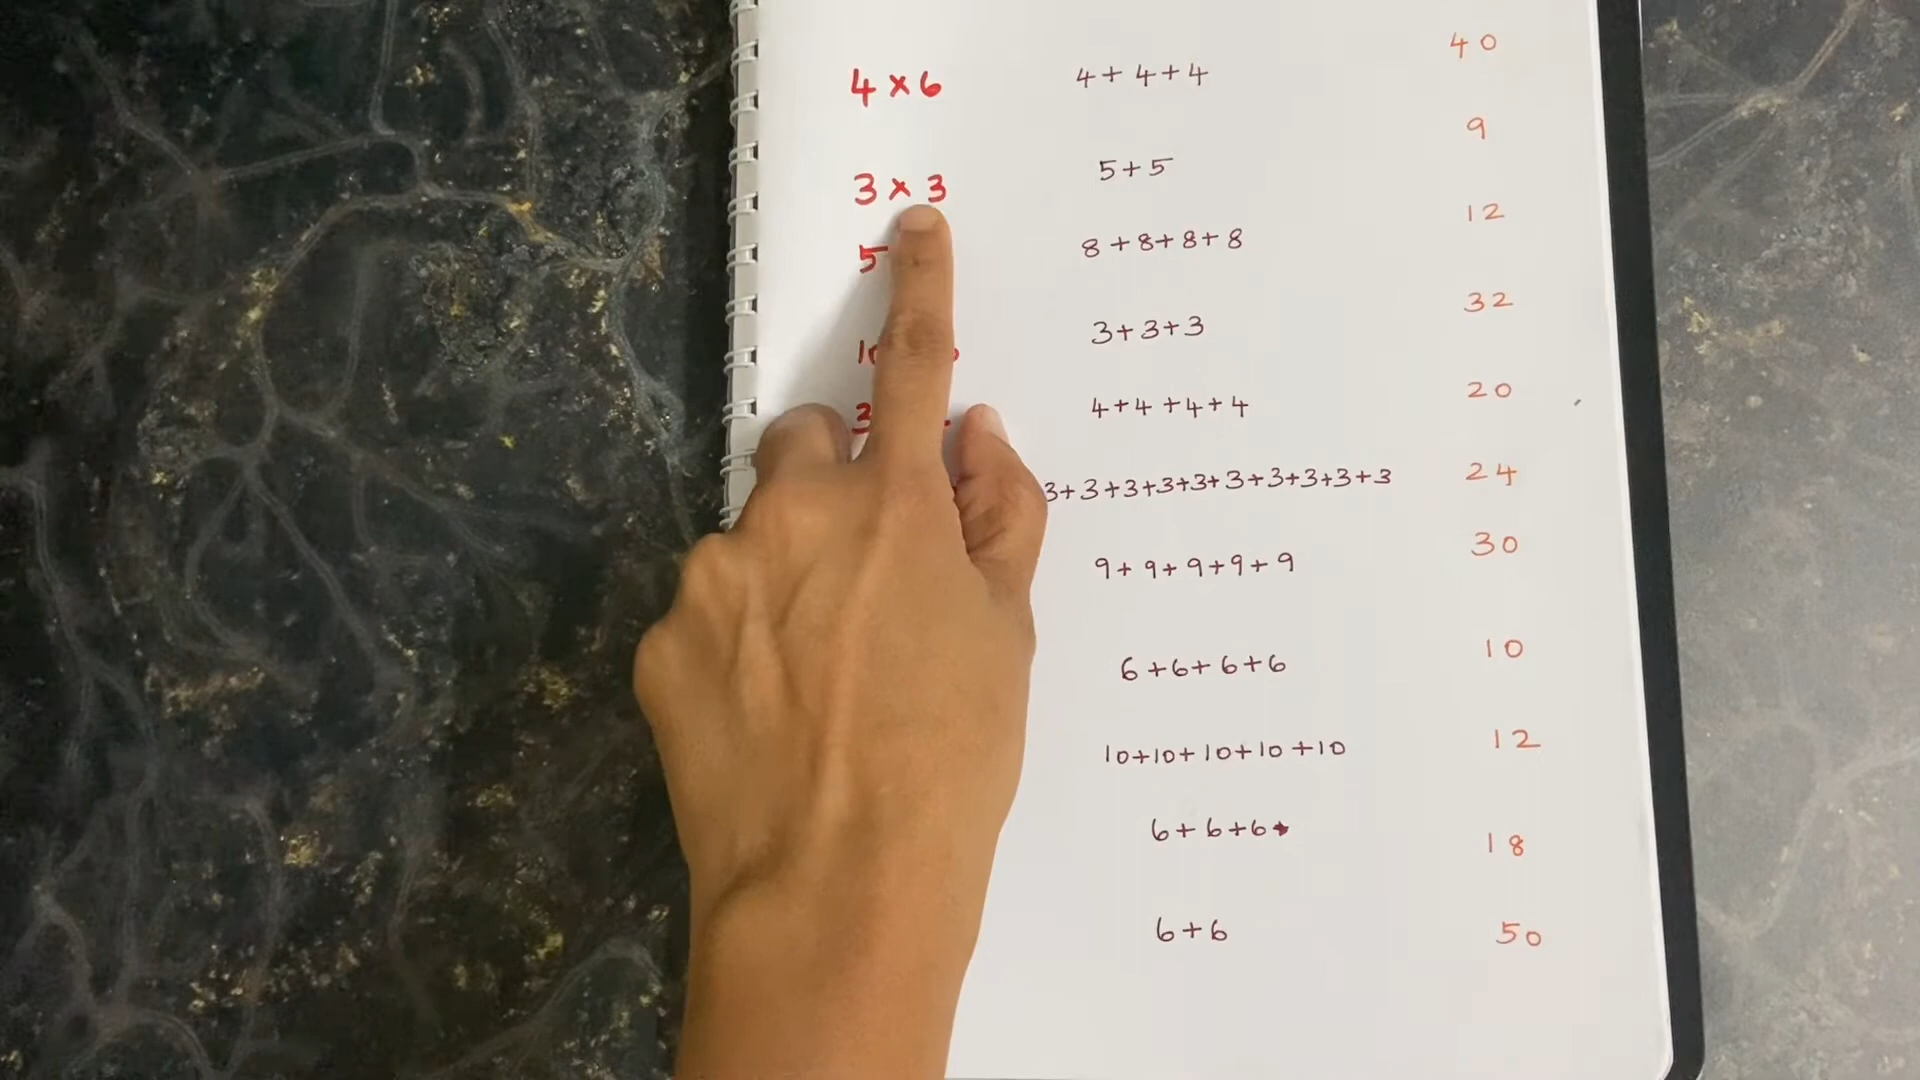 4 × 6
3 × 3
5
3
4 + 4 + 4
5 + 5
8 + 8 + 8 + 8
3 + 3 + 3
4 + 4 + 4 + 4
3 + 3 + 3 + 3 + 3 + 3 + 3 + 3 + 3 + 3
9 + 9 + 9 + 9 + 9
6 + 6 + 6 + 6
10 + 10 + 10 + 10 + 10
6 + 6 + 6
6 + 6
40
9
12
32
20
24
30
10
12
18
50